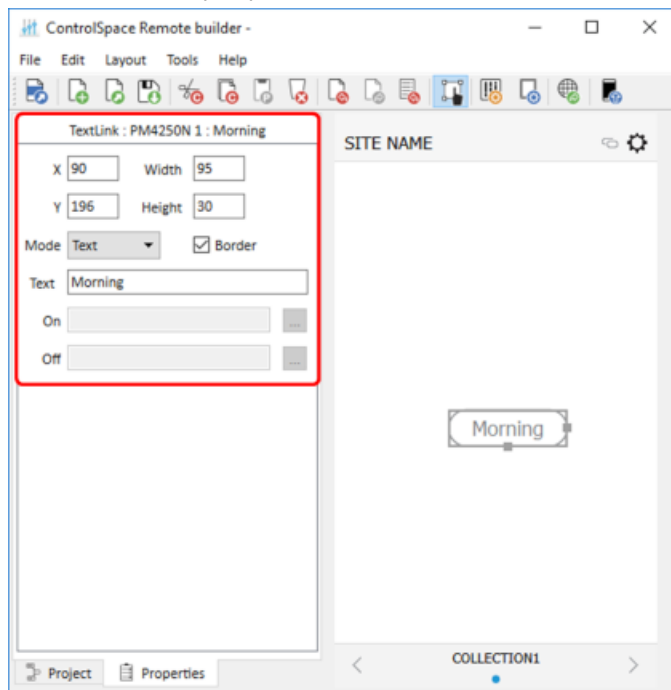 ControlSpace Remote builder -
File Edit Layout Tools Help
TextLink : PM4250N 1 : Morning
X 90 Width 95
Y 196 Height 30
Mode Text Border
Text Morning
On ...
Off ...
SITE NAME
Morning
COLLECTION1
Project Properties